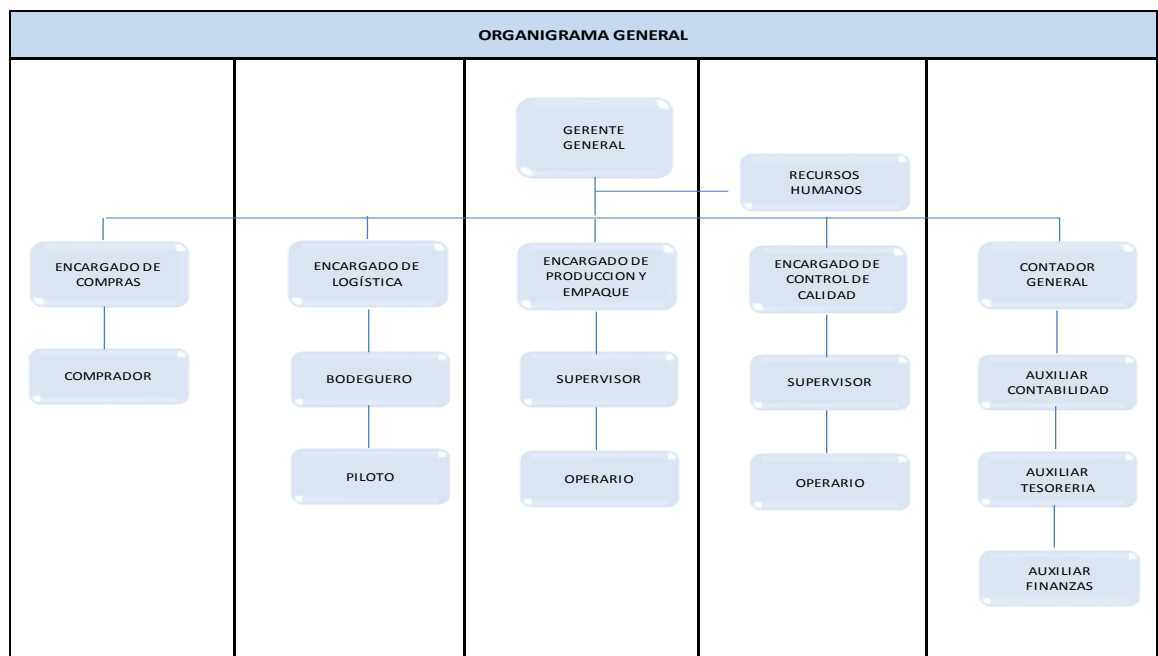 ORGANIGRAMA GENERAL
GERENTE
GENERAL
RECURSOS
HUMANOS
ENCARGADO DE
COMPRAS
ENCARGADO DE
LOGÍSTICA
ENCARGADO DE
PRODUCCION Y
EMPAQUE
ENCARGADO DE
CONTROL DE
CALIDAD
CONTADOR
GENERAL
COMPRADOR
BODEGUERO
SUPERVISOR
SUPERVISOR
AUXILIAR
CONTABILIDAD
PILOTO
OPERARIO
OPERARIO
AUXILIAR
TESORERIA
AUXILIAR
FINANZAS